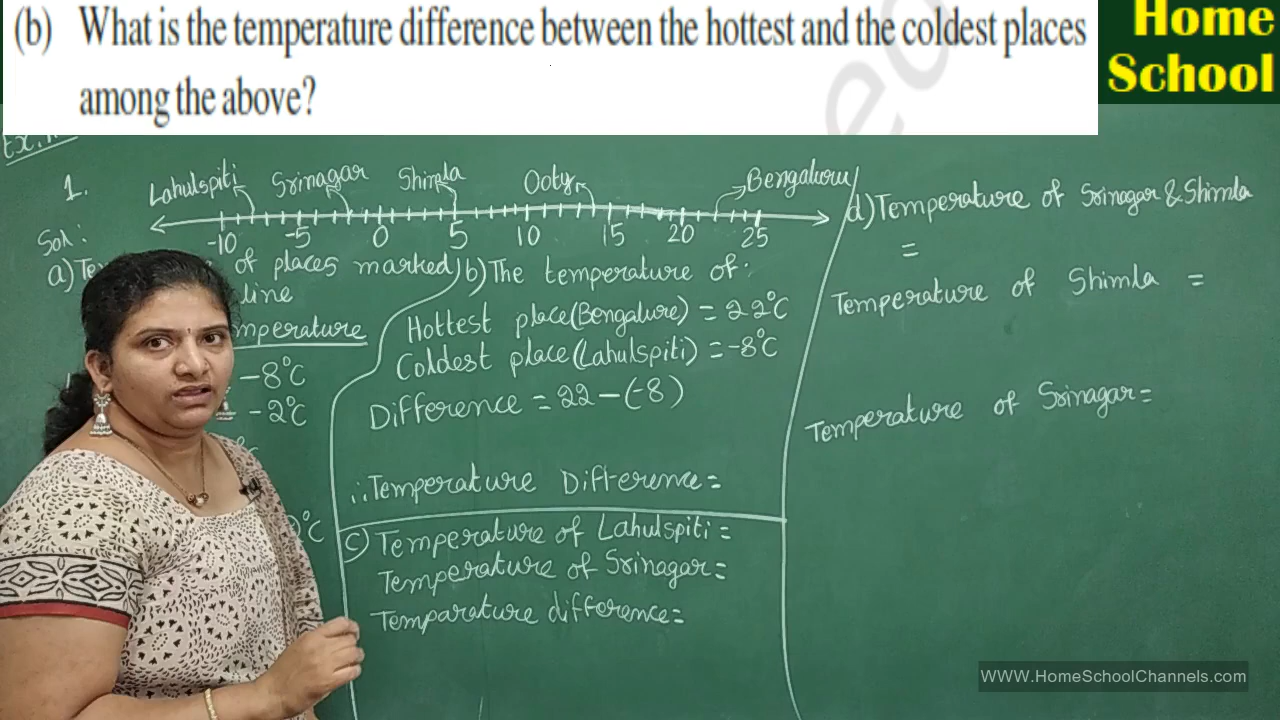 (b) What is the temperature difference between the hottest and the coldest places
among the above?
Home
School
Ex.
1.
Lahulspiti Srinagar Shimla Ooty Bengaluru
-10 -5 0 5 10 15 20 25
Sol:
a) of places marked
line
mperature
-8°C
-2°C
2°C
b) The temperature of:
Hottest place (Bengalure) = 22°C
Coldest place (Lahulspiti) = -8°C
Difference = 22 - (-8)
∴ Temperature Difference =
c) Temperature of Lahulspiti =
Temperature of Srinagar =
Temparature difference =
d) Temperature of Srinagar & Shimla
=
Temperature of Shimla =
Temperature of Srinagar =
WWW.HomeSchoolChannels.com